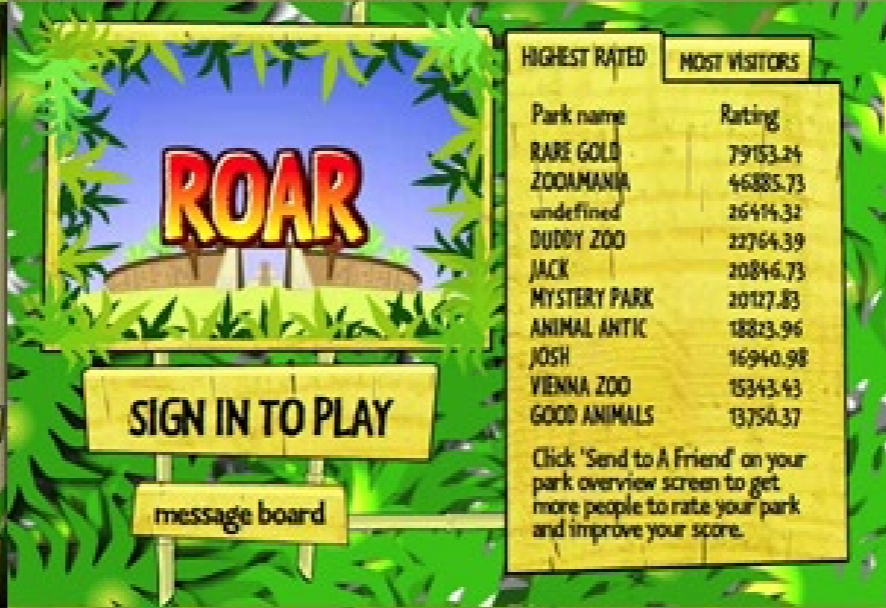 ROAR
SIGN IN TO PLAY
message board
HIGHEST RATED MOST VISITORS
Park name Rating
RARE GOLD 79153.24
ZOOAMANIA 46885.73
undefined 26414.32
DUDDY ZOO 22764.39
JACK 20846.73
MYSTERY PARK 20127.83
ANIMAL ANTIC 18823.96
JOSH 16940.98
VIENNA ZOO 15343.43
GOOD ANIMALS 13750.37
Click 'Send to A Friend' on your
park overview screen to get
more people to rate your park
and improve your score.